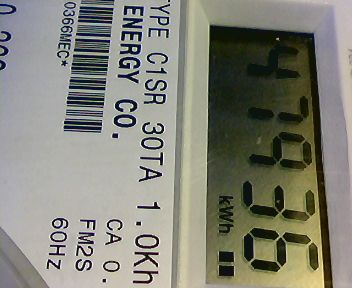 47936
kWh
TYPE C1SR 30TA 1.0Kh
ENERGY CO. CA 0.
FM2S
60HZ
0366MEC*